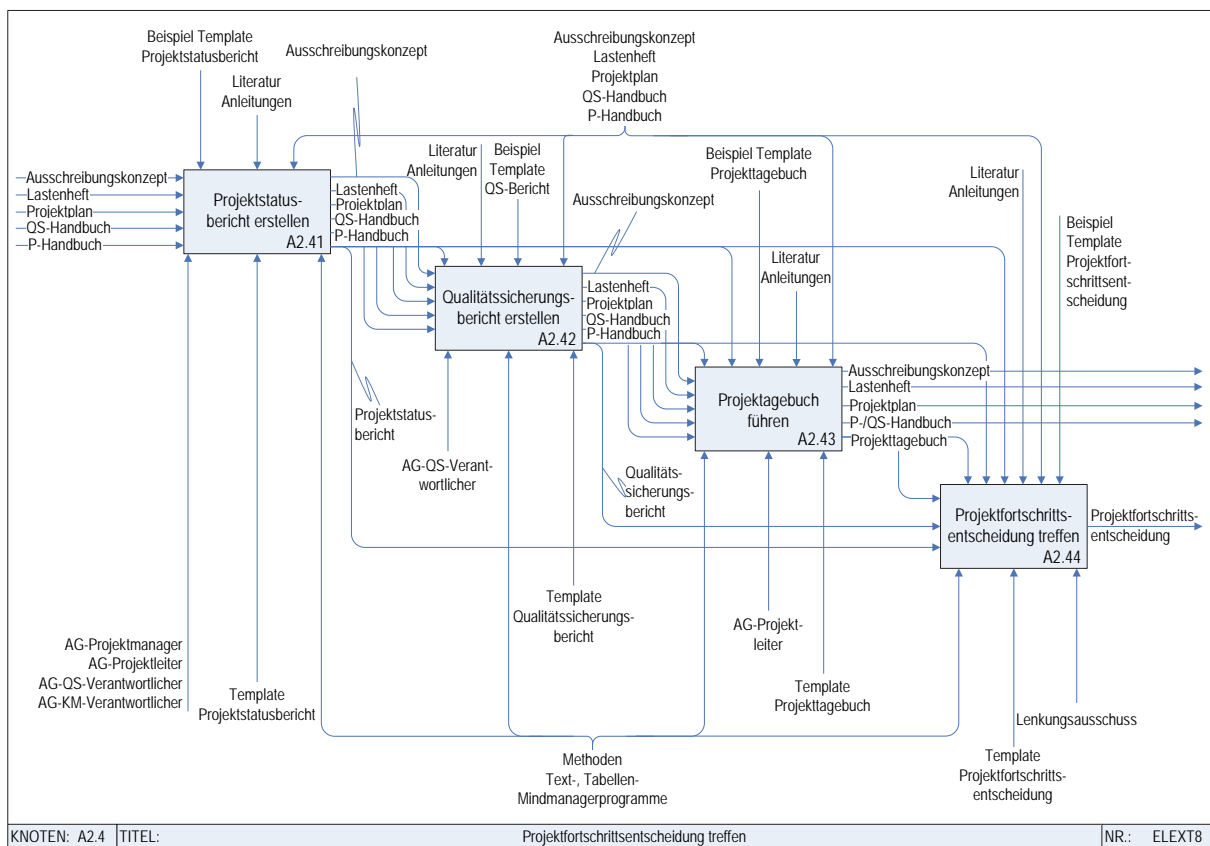 Beispiel Template
Projektstatusbericht
Ausschreibungskonzept
Literatur
Anleitungen
Ausschreibungskonzept
Lastenheft
Projektplan
QS-Handbuch
P-Handbuch
Ausschreibungskonzept
Lastenheft
Projektplan
QS-Handbuch
P-Handbuch
Projektstatus-
bericht erstellen
A2.41
Lastenheft
Projektplan
QS-Handbuch
P-Handbuch
Literatur
Anleitungen
Beispiel
Template
QS-Bericht
Ausschreibungskonzept
Beispiel Template
Projekttagebuch
Literatur
Anleitungen
Literatur
Anleitungen
Beispiel
Template
Projektfort-
schrittsent-
scheidung
Qualitätssicherungs-
bericht erstellen
A2.42
Lastenheft
Projektplan
QS-Handbuch
P-Handbuch
Projektagebuch
führen
A2.43
Ausschreibungskonzept
Lastenheft
Projektplan
P-/QS-Handbuch
Projekttagebuch
Projektstatus-
bericht
AG-QS-Verant-
wortlicher
Qualitäts-
sicherungs-
bericht
Projektfortschritts-
entscheidung treffen
A2.44
Projektfortschritts-
entscheidung
Template
Qualitätssicherungs-
bericht
AG-Projekt-
leiter
AG-Projektmanager
AG-Projektleiter
AG-QS-Verantwortlicher
AG-KM-Verantwortlicher
Template
Projektstatusbericht
Template
Projekttagebuch
Lenkungsausschuss
Methoden
Text-, Tabellen-
Mindmanagerprogramme
Template
Projektfortschritts-
entscheidung
KNOTEN: A2.4 TITEL: Projektfortschrittsentscheidung treffen NR.: ELEXT8